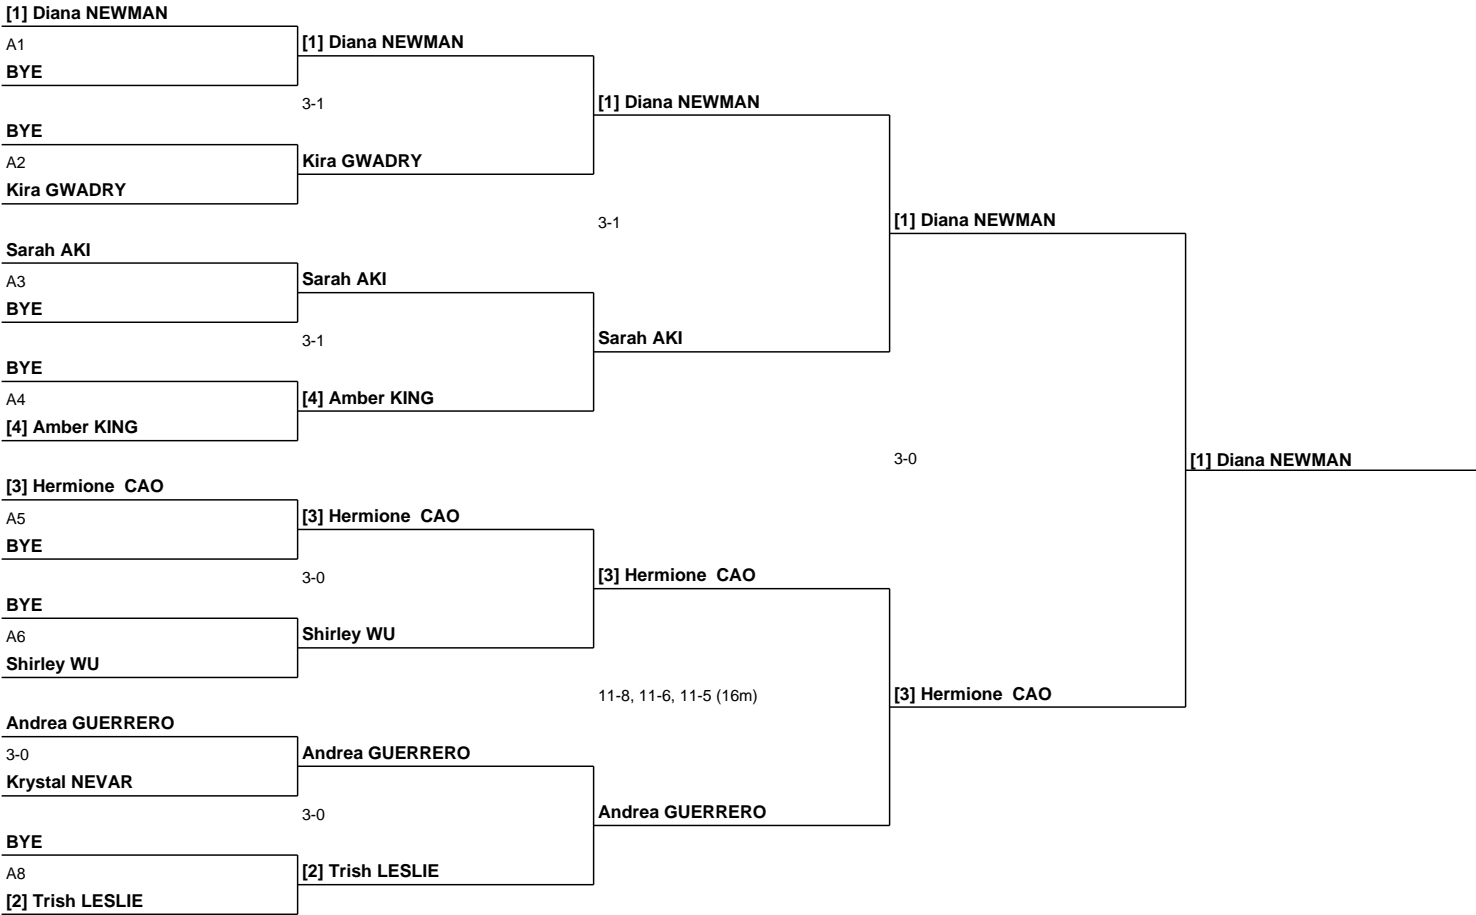 [1] Diana NEWMAN
A1
BYE
BYE
A2
Kira GWADRY
Sarah AKI
A3
BYE
BYE
A4
[4] Amber KING
[3] Hermione  CAO
A5
BYE
BYE
A6
Shirley WU
Andrea GUERRERO
3-0
Krystal NEVAR
BYE
A8
[2] Trish LESLIE
[1] Diana NEWMAN
3-1
Kira GWADRY
Sarah AKI
3-1
[4] Amber KING
[3] Hermione  CAO
3-0
Shirley WU
Andrea GUERRERO
3-0
[2] Trish LESLIE
[1] Diana NEWMAN
3-1
Sarah AKI
[3] Hermione  CAO
11-8, 11-6, 11-5 (16m)
Andrea GUERRERO
[1] Diana NEWMAN
3-0
[3] Hermione  CAO
[1] Diana NEWMAN